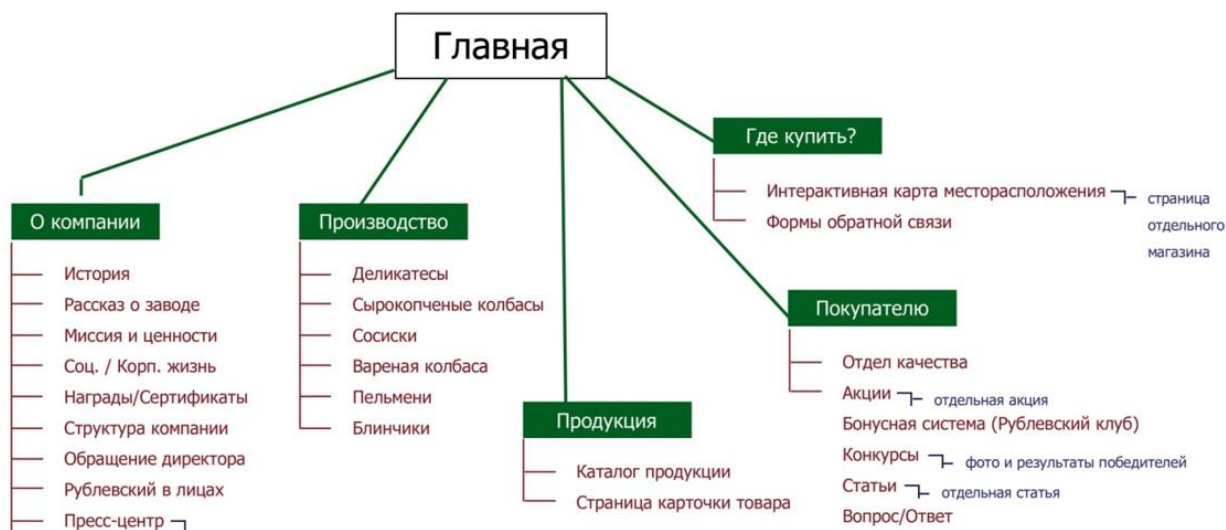 Главная
О компании
История
Рассказ о заводе
Миссия и ценности
Соц. / Корп. жизнь
Награды/Сертификаты
Структура компании
Обращение директора
Рублевский в лицах
Пресс-центр
Производство
Деликатесы
Сырокопченые колбасы
Сосиски
Вареная колбаса
Пельмени
Блинчики
Продукция
Каталог продукции
Страница карточки товара
Где купить?
Интерактивная карта месторасположения
страница
отдельного
магазина
Формы обратной связи
Покупателю
Отдел качества
Акции
отдельная акция
Бонусная система (Рублевский клуб)
Конкурсы
фото и результаты победителей
Статьи
отдельная статья
Вопрос/Ответ